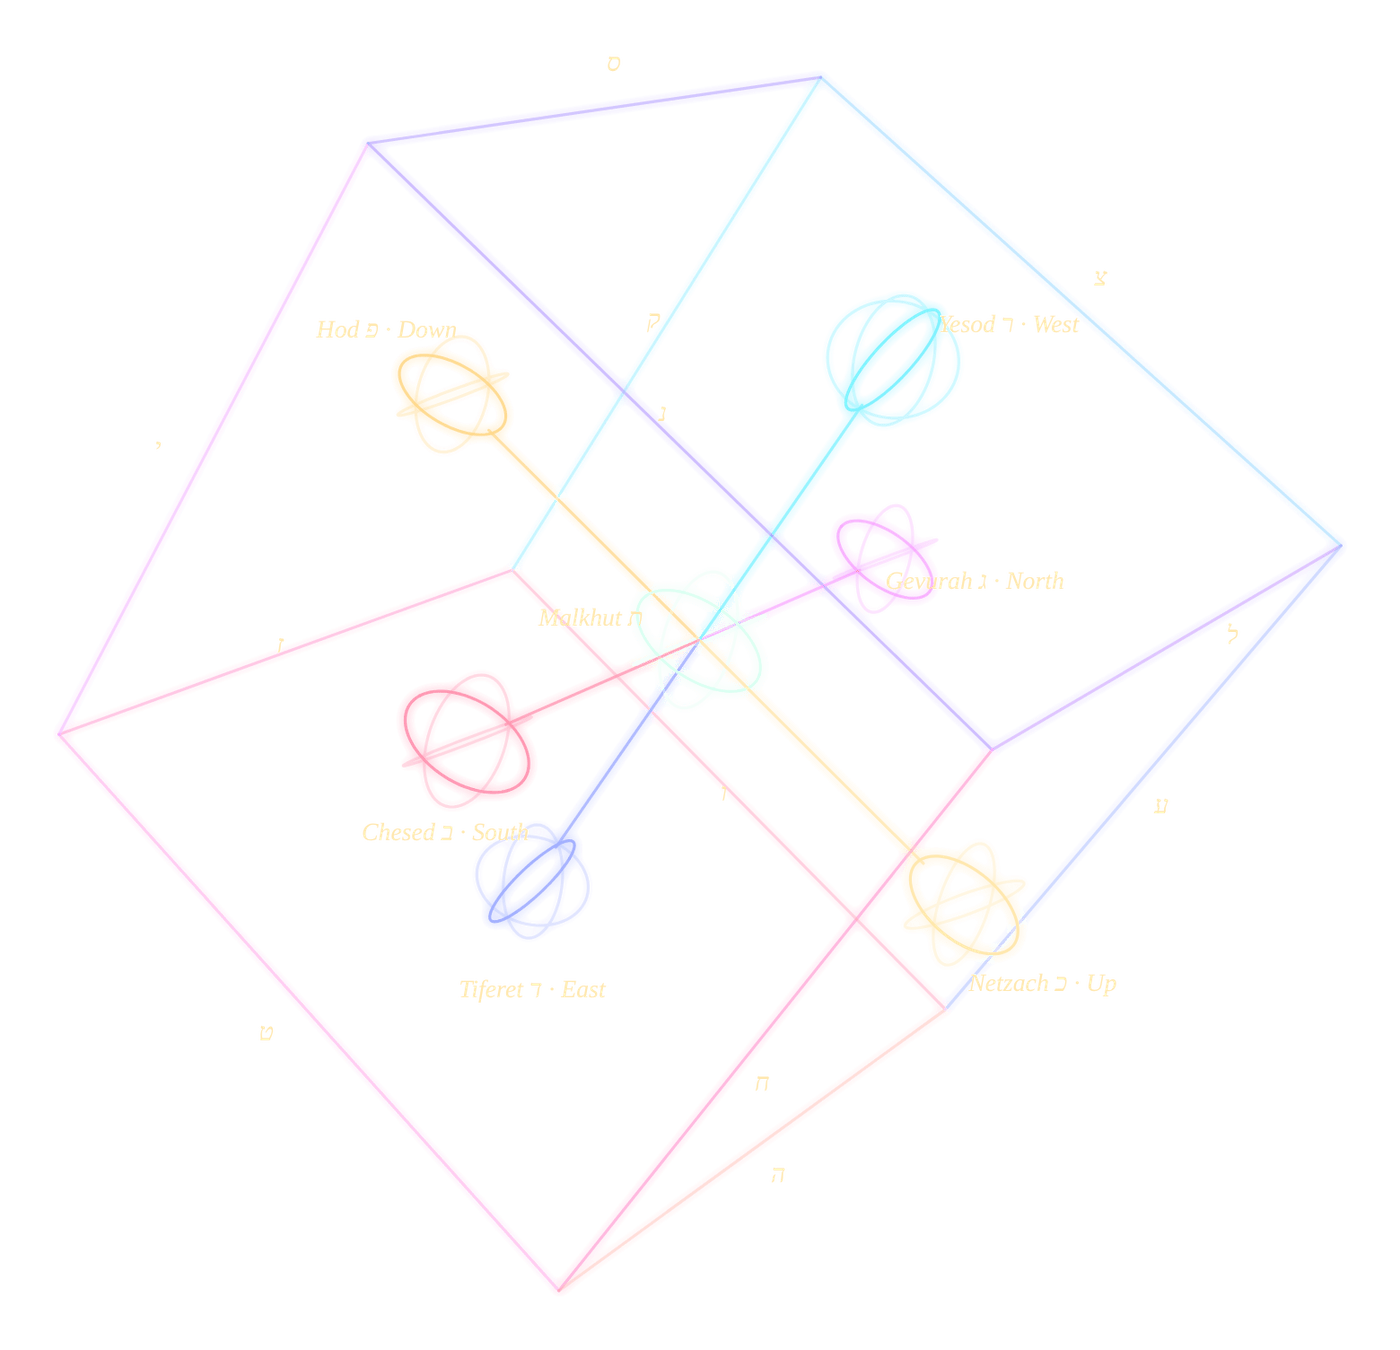 ס
צ
ק
Yesod ר · West
Hod פ · Down
נ
י
Gevurah ג · North
Malkhut ת
ל
ז
ו
ע
Chesed ב · South
Netzach כ · Up
Tiferet ד · East
ט
ח
ה